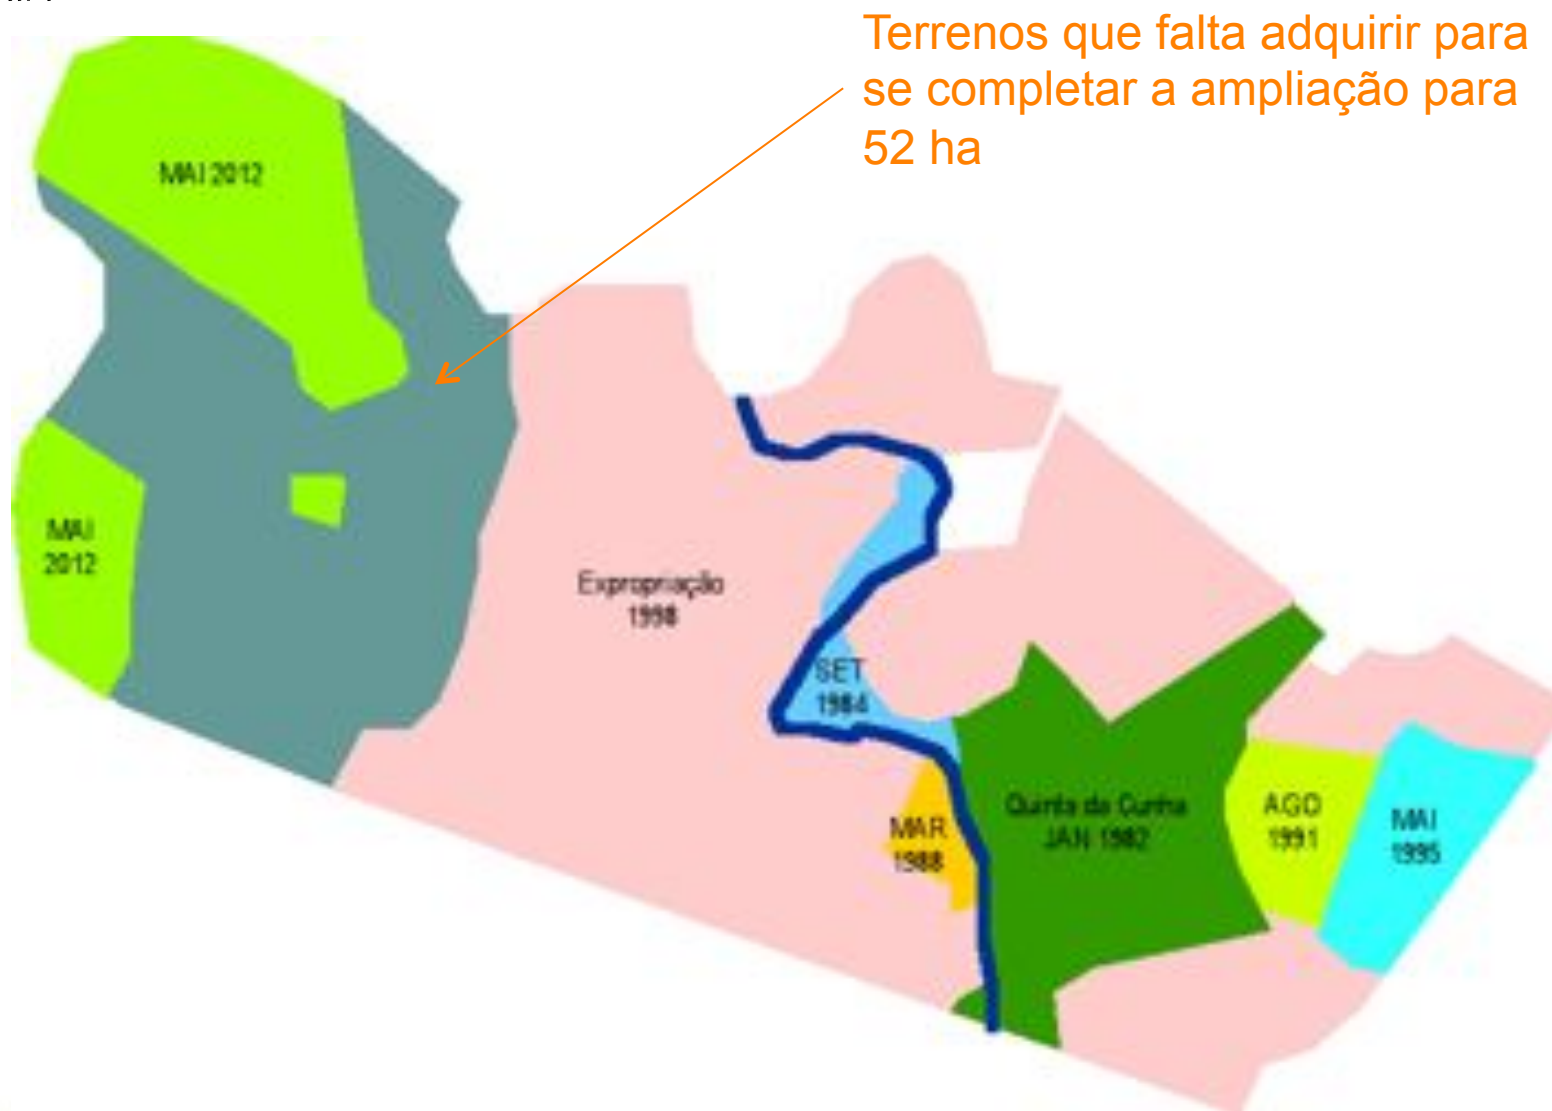 Terrenos que falta adquirir para
se completar a ampliação para
52 ha
MAI 2012
MAI
2012
Expropriação
1998
SET
1984
MAR
1988
Quinta da Cunha
JAN 1982
AGO
1991
MAI
1995